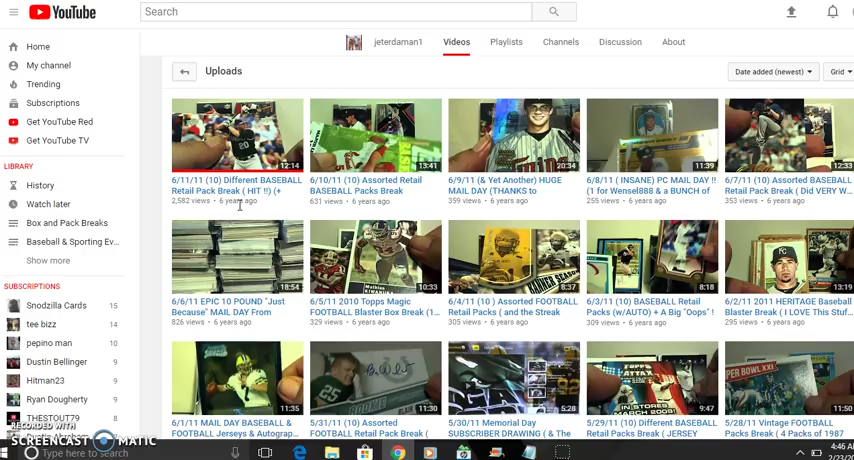 YouTube
Search
jeterdaman1 Videos Playlists Channels Discussion About
Uploads
Date added (newest)
Grid
Home
My channel
Trending
Subscriptions
Get YouTube Red
Get YouTube TV
LIBRARY
History
Watch later
Box and Pack Breaks
Baseball & Sporting Ev...
Show more
SUBSCRIPTIONS
Snodzilla Cards 15
tee bizz 14
pepino man 10
Dustin Bellinger 9
Hitman23 9
Ryan Dougherty 9
THESTOUT79 8
12:14
6/11/11 (10) Different BASEBALL
Retail Pack Break ( HIT !!) (+
2,582 views • 6 years ago
13:41
6/10/11 (10) Assorted Retail
BASEBALL Packs Break
631 views • 6 years ago
20:34
6/9/11 (& Yet Another) HUGE
MAIL DAY (THANKS to
359 views • 6 years ago
11:39
6/8/11 ( INSANE) PC MAIL DAY !!
(1 for Wensel888 & a BUNCH of
255 views • 6 years ago
12:33
6/7/11 (10) Assorted BASEBALL
Retail Pack Break ( Did VERY W...
353 views • 6 years ago
18:54
6/6/11 EPIC 10 POUND "Just
Because" MAIL DAY From
826 views • 6 years ago
10:33
6/5/11 2010 Topps Magic
FOOTBALL Blaster Box Break (1...
329 views • 6 years ago
8:37
6/4/11 (10 ) Assorted FOOTBALL
Retail Packs ( and the Streak
305 views • 6 years ago
8:18
6/3/11 (10) BASEBALL Retail
Packs (w/AUTO) + A Big "Oops" !
309 views • 6 years ago
13:19
6/2/11 2011 HERITAGE Baseball
Blaster Break ( I LOVE This Stuf...
295 views • 6 years ago
11:35
6/1/11 MAIL DAY BASEBALL &
FOOTBALL Jerseys & Autograp...
11:30
5/31/11 (10) Assorted
FOOTBALL Retail Pack Break (
5:28
5/30/11 Memorial Day
SUBSCRIBER DRAWING ( & The
TOPPS
ATTAX
IN STORES
MARCH 2009!
9:47
5/29/11 (10) Different BASEBALL
Retail Packs Break ( JERSEY
SUPER BOWL XXI
11:50
5/28/11 Vintage FOOTBALL
Packs Break ( 4 Packs of 1987
RECORDED WITH
SCREENCAST MATIC
Type here to search
4:46 A
2/23/20